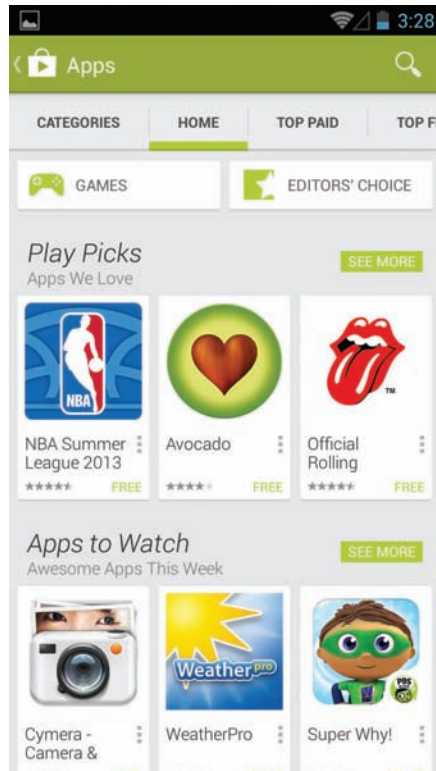 3:28
Apps
CATEGORIES HOME TOP PAID TOP F
GAMES EDITORS' CHOICE
Play Picks
SEE MORE
Apps We Love
NBA
TM
NBA Summer League 2013
FREE
Avocado
FREE
Official Rolling
FREE
Apps to Watch
SEE MORE
Awesome Apps This Week
Weather pro
PBS KIDS
Cymera - Camera &
WeatherPro
Super Why!